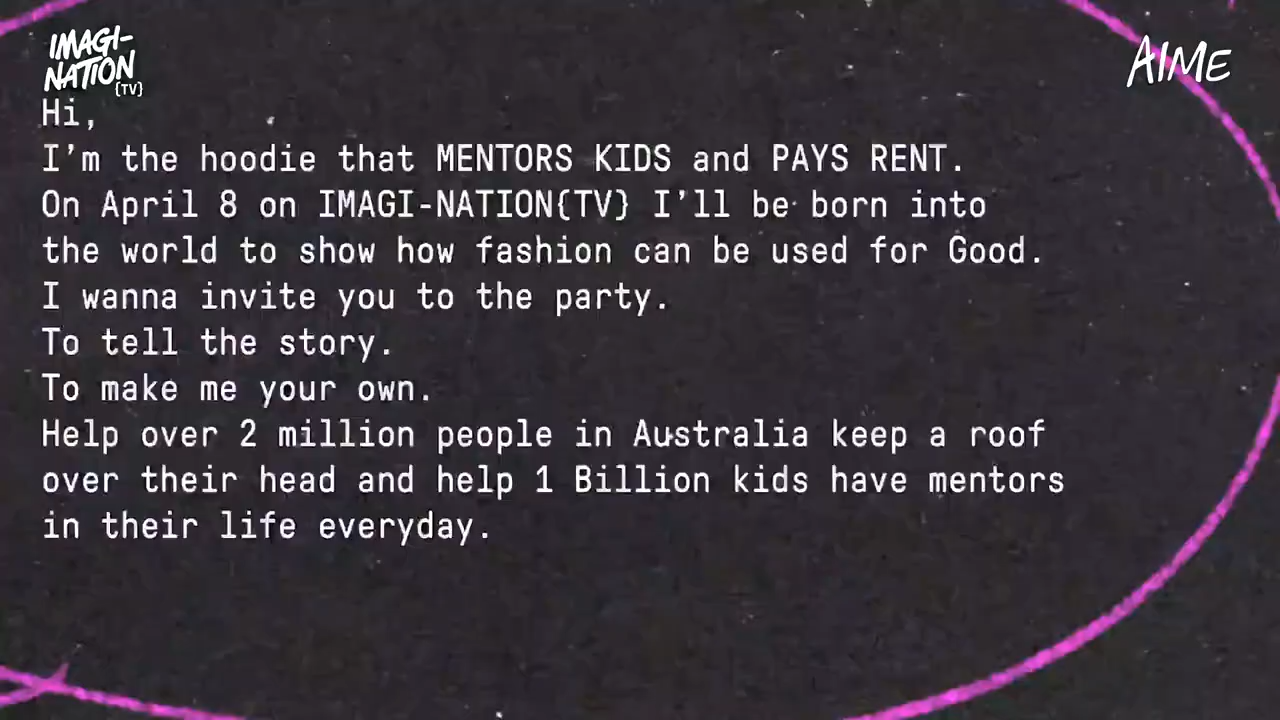 IMAGI-
NATION
{TV}
AIME
Hi,
I'm the hoodie that MENTORS KIDS and PAYS RENT.
On April 8 on IMAGI-NATION{TV} I'll be born into
the world to show how fashion can be used for Good.
I wanna invite you to the party.
To tell the story.
To make me your own.
Help over 2 million people in Australia keep a roof
over their head and help 1 Billion kids have mentors
in their life everyday.